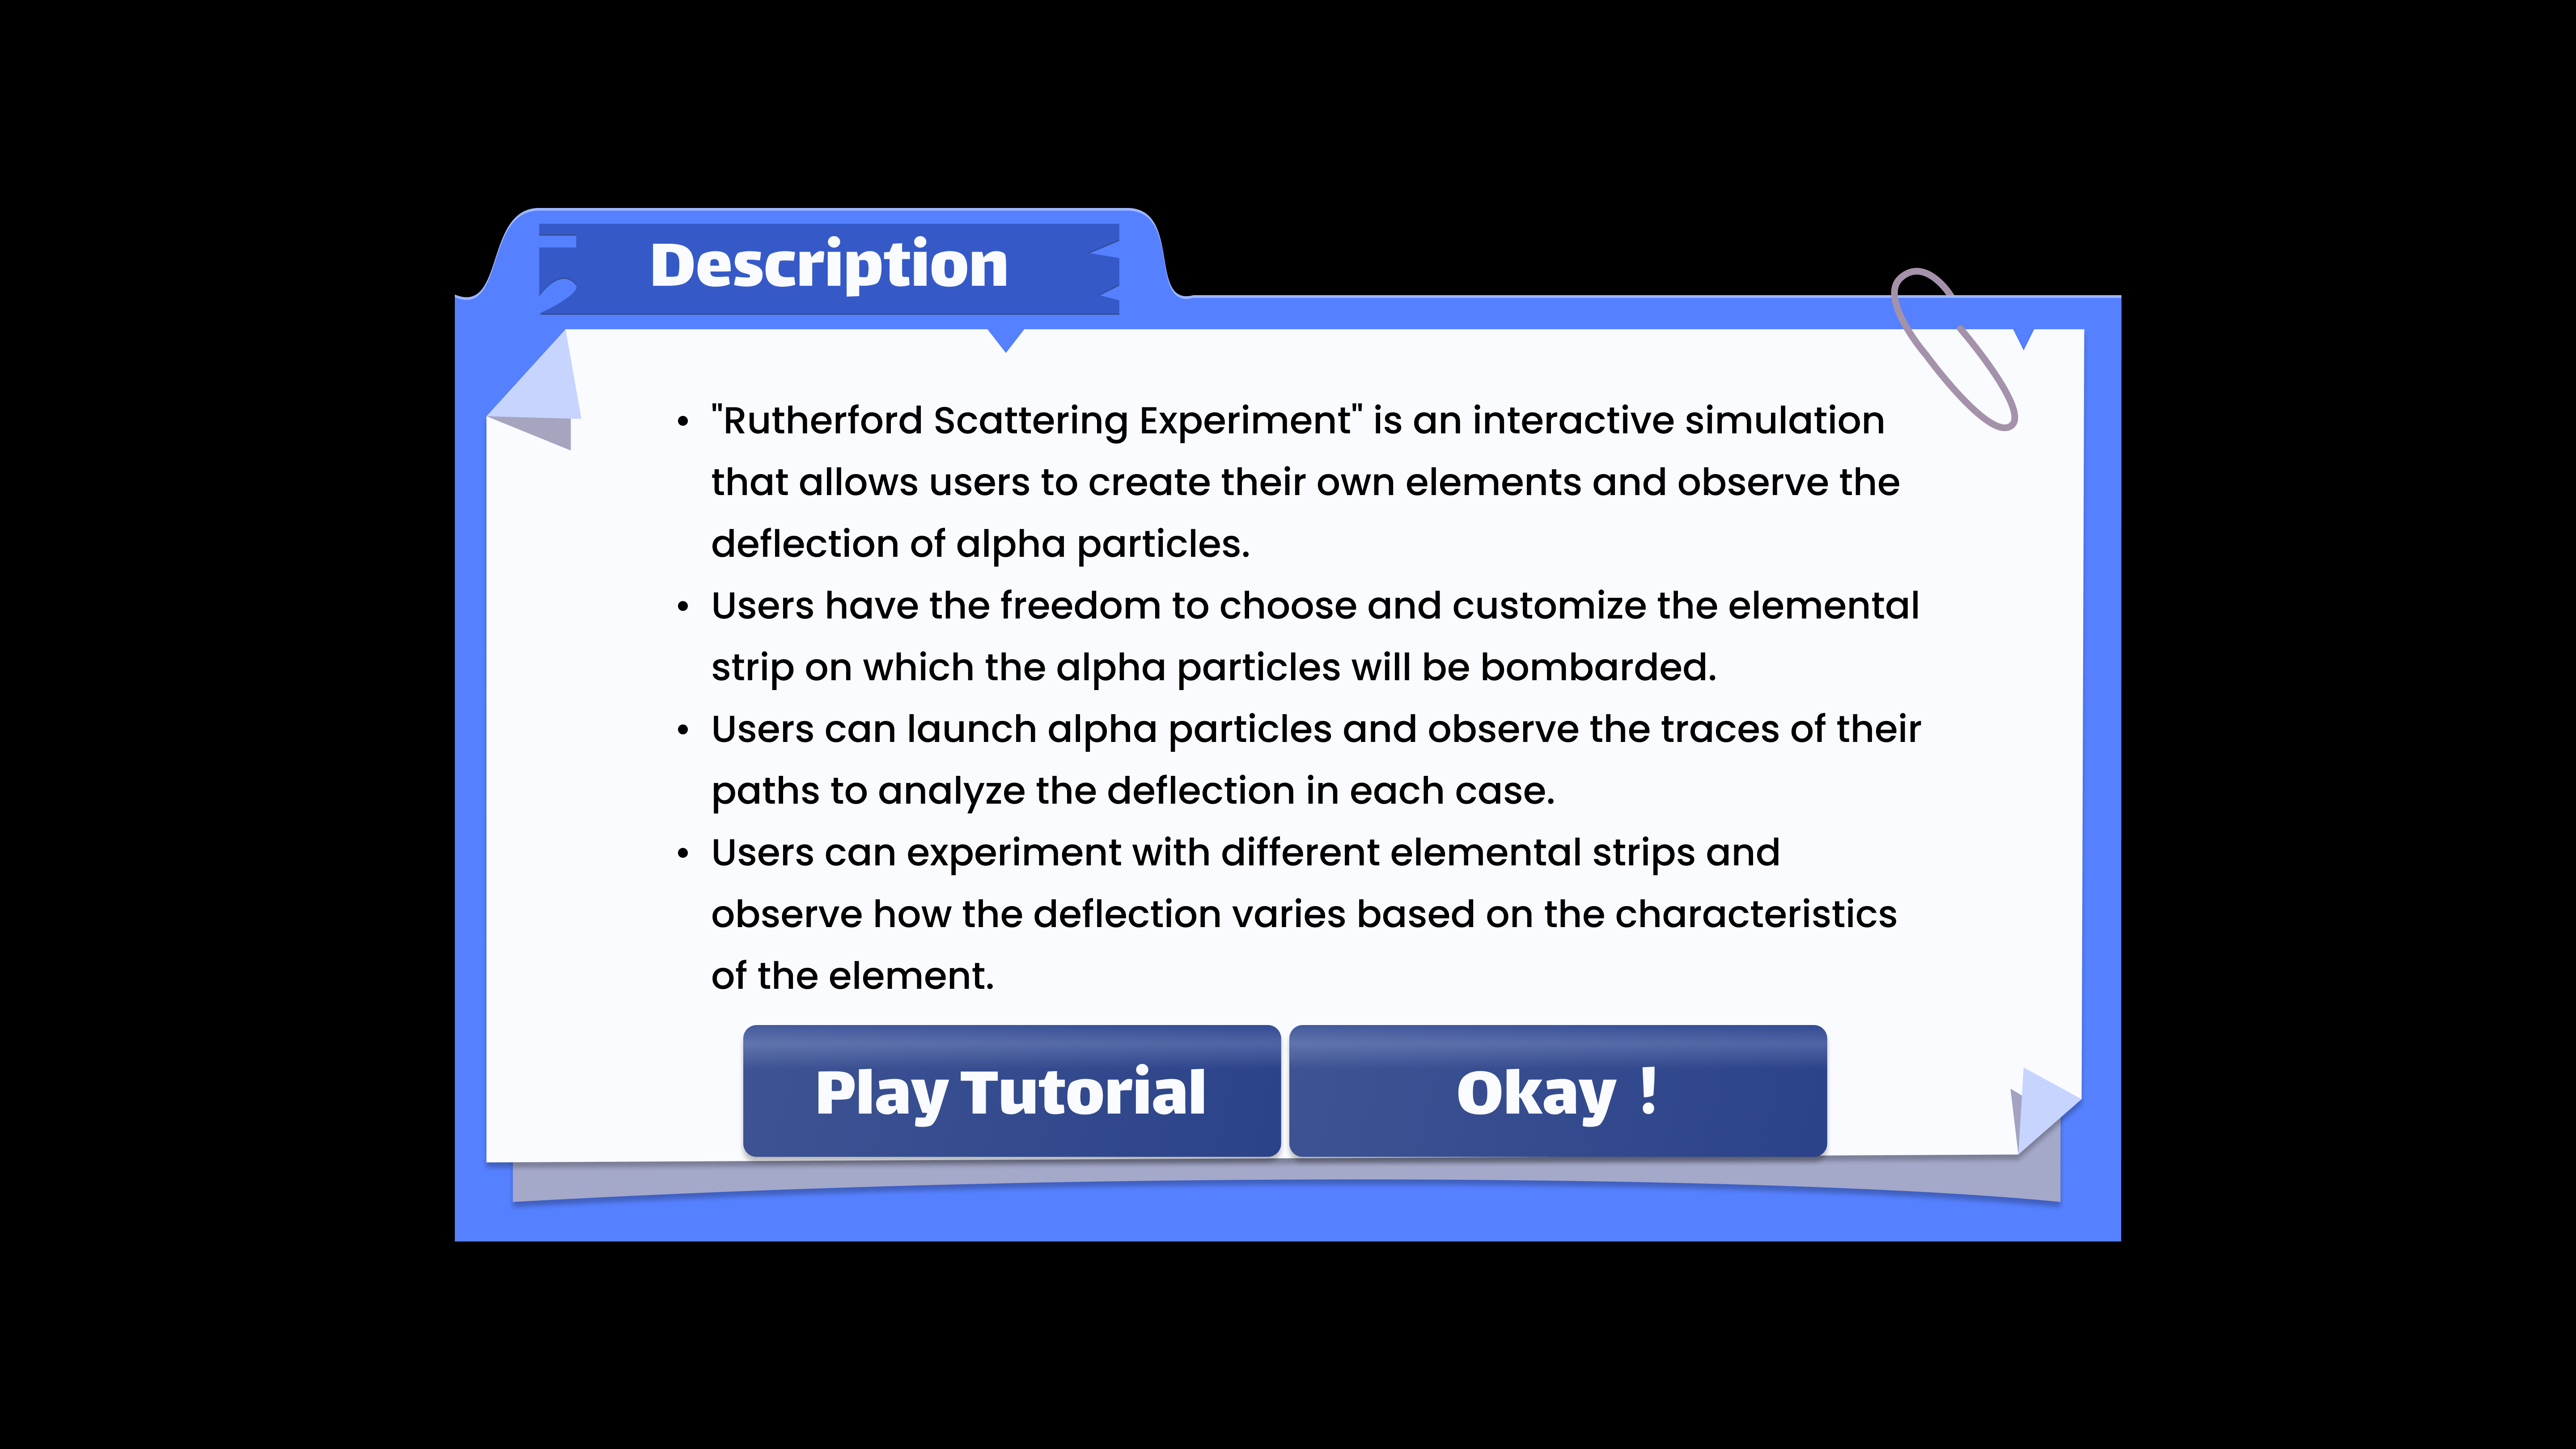 Description
• "Rutherford Scattering Experiment" is an interactive simulation
that allows users to create their own elements and observe the
deflection of alpha particles.
• Users have the freedom to choose and customize the elemental
strip on which the alpha particles will be bombarded.
• Users can launch alpha particles and observe the traces of their
paths to analyze the deflection in each case.
• Users can experiment with different elemental strips and
observe how the deflection varies based on the characteristics
of the element.
Play Tutorial
Okay !